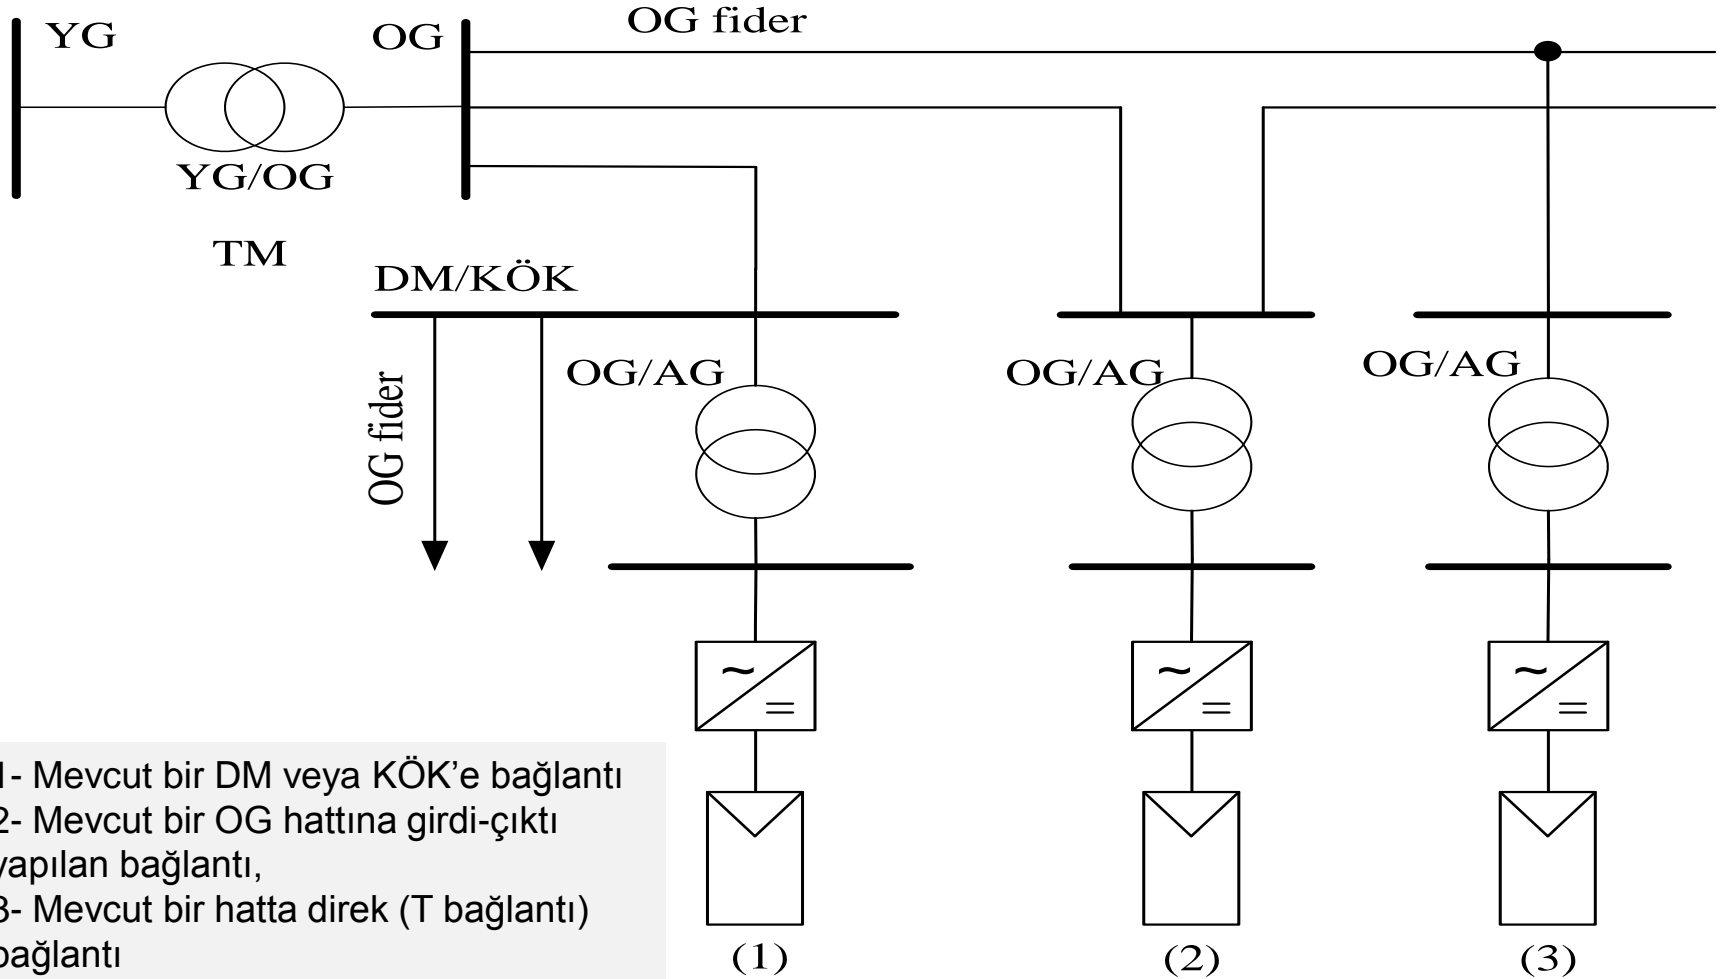 YG
OG
OG fider
YG/OG
TM
DM/KÖK
OG fider
OG/AG
OG/AG
OG/AG
~
=
~
=
~
=
1- Mevcut bir DM veya KÖK’e bağlantı
2- Mevcut bir OG hattına girdi-çıktı
yapılan bağlantı,
3- Mevcut bir hatta direk (T bağlantı)
bağlantı
(1)
(2)
(3)